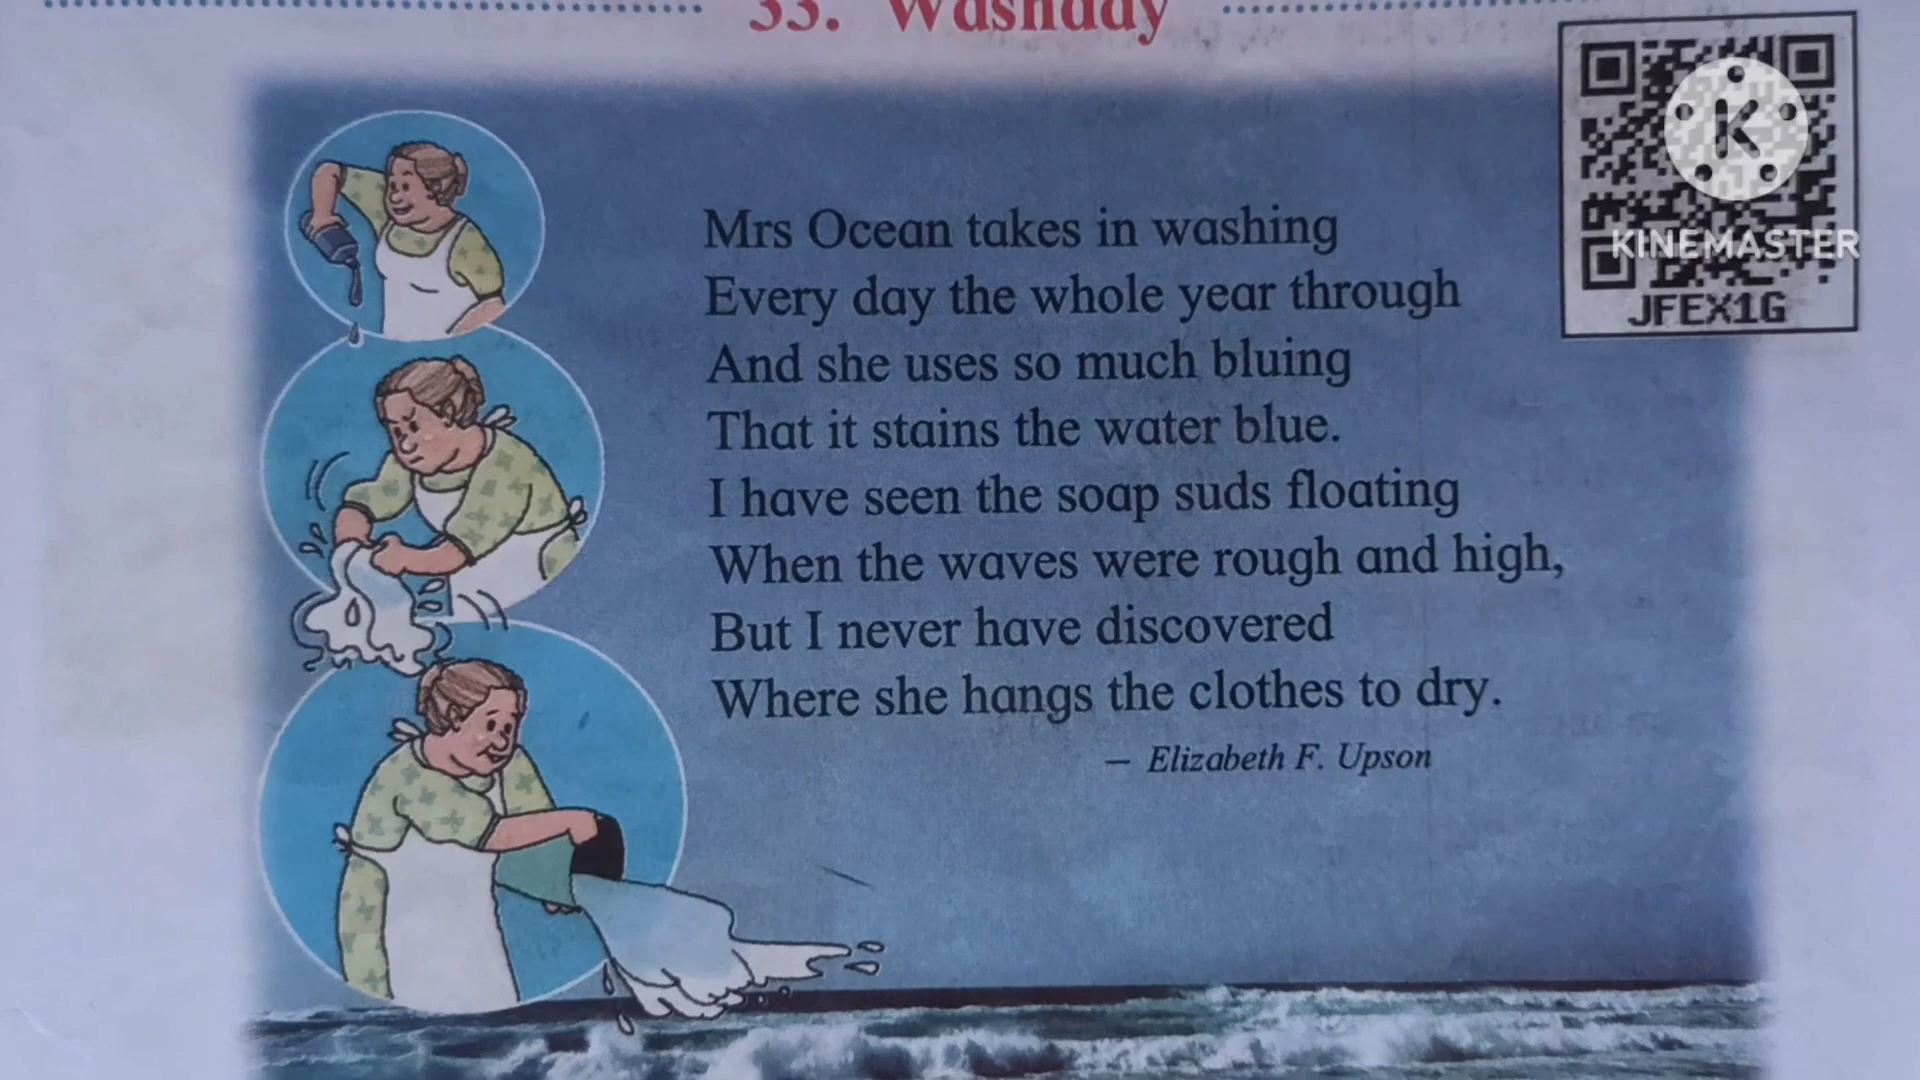 33. Washday
K
KINEMASTER
JFEX1G
Mrs Ocean takes in washing
Every day the whole year through
And she uses so much bluing
That it stains the water blue.
I have seen the soap suds floating
When the waves were rough and high,
But I never have discovered
Where she hangs the clothes to dry.
– Elizabeth F. Upson